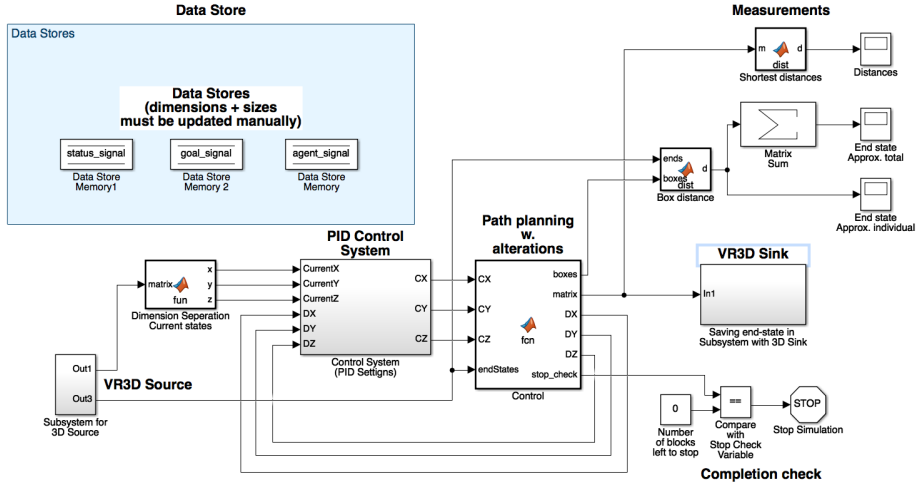 Data Store
Data Stores
Data Stores
(dimensions + sizes
must be updated manually)
status_signal
Data Store
Memory1
goal_signal
Data Store
Memory 2
agent_signal
Data Store
Memory
Measurements
m
d
dist
Shortest distances
Distances
ends
boxes
d
dist
Box distance
Matrix
Sum
End state
Approx. total
End state
Approx. individual
VR3D Source
Out1
Out3
Subsystem for
3D Source
matrix
x
y
z
fun
Dimension Seperation
Current states
PID Control
System
CurrentX
CurrentY
CurrentZ
DX
DY
DZ
CX
CY
CZ
Control System
(PID Settigns)
Path planning
w.
alterations
CX
CY
CZ
endStates
fcn
boxes
matrix
DX
DY
DZ
stop_check
Control
VR3D Sink
In1
Saving end-state in
Subsystem with 3D Sink
0
Number
of blocks
left to stop
==
Compare
with
Stop Check
Variable
STOP
Stop Simulation
Completion check